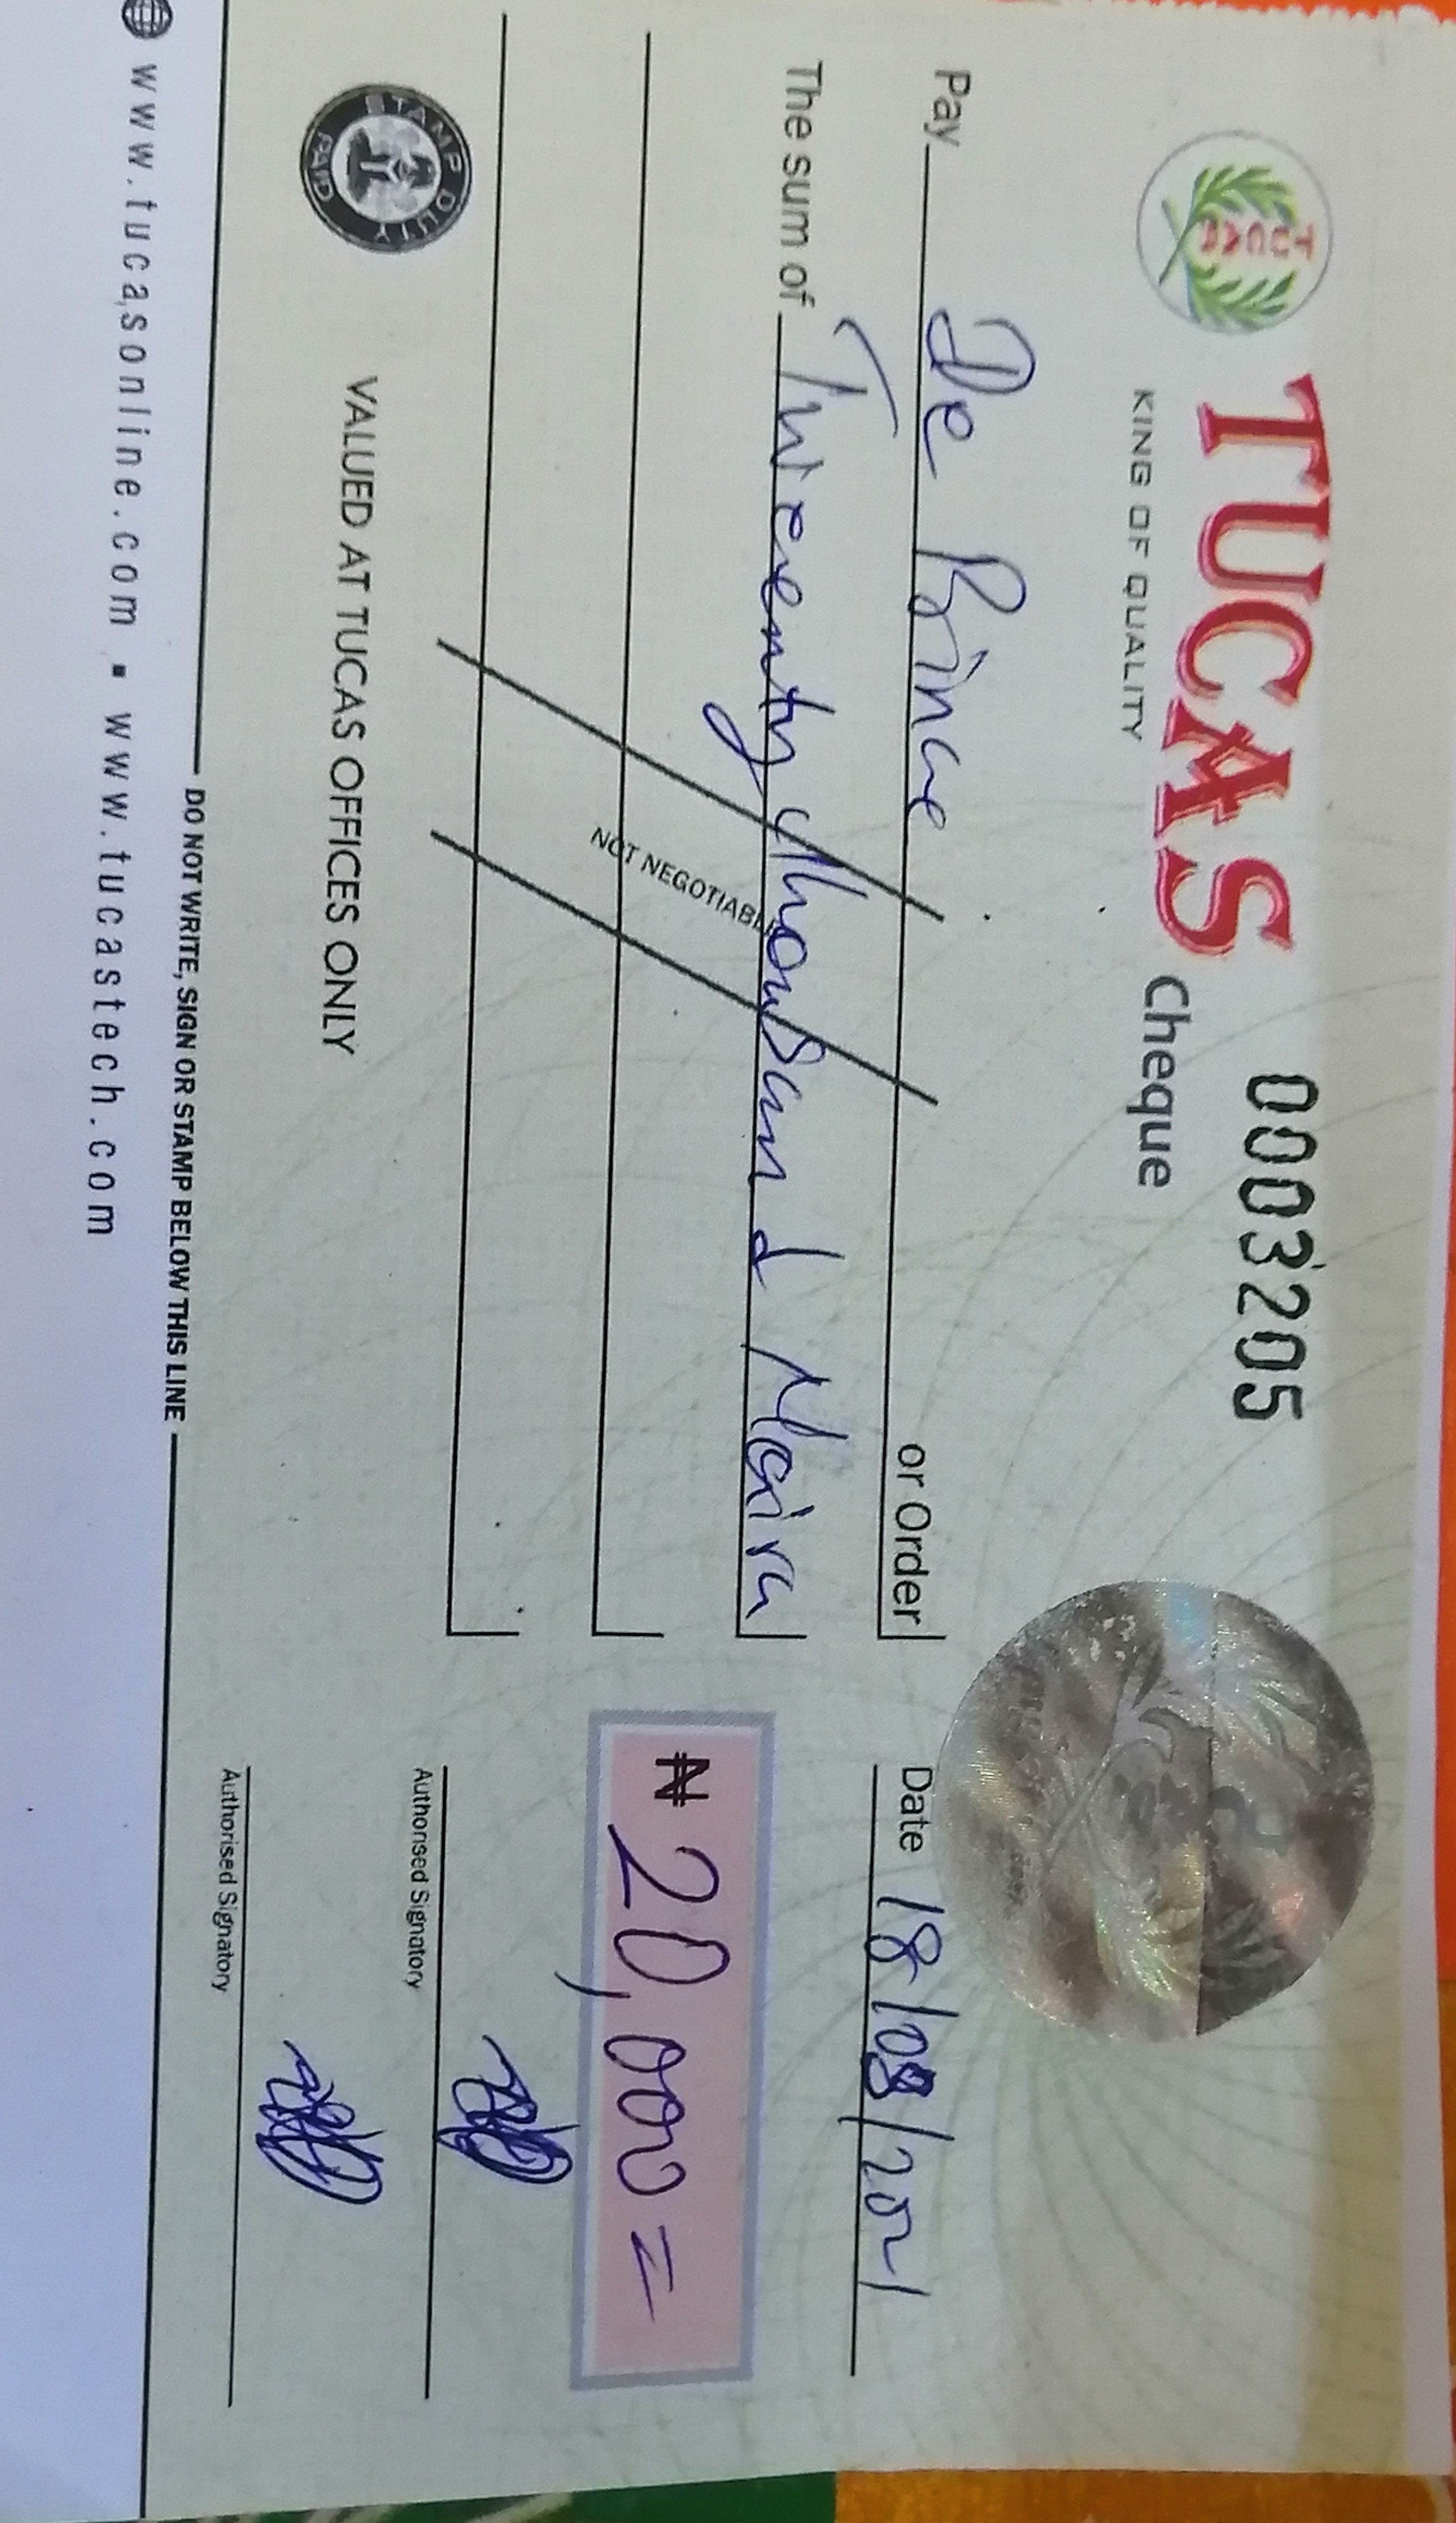 TUCA
TUCAS Cheque
KING OF QUALITY
0003205
Pay De Prince or Order
Date 18/08/2021
The sum of Twenty thousand Naira
₦ 20,000 =
NOT NEGOTIABLE
Authorised Signatory
STAMP DUTY PAID
VALUED AT TUCAS OFFICES ONLY
Authorised Signatory
DO NOT WRITE, SIGN OR STAMP BELOW THIS LINE
www.tucasonline.com ▪ www.tucastech.com